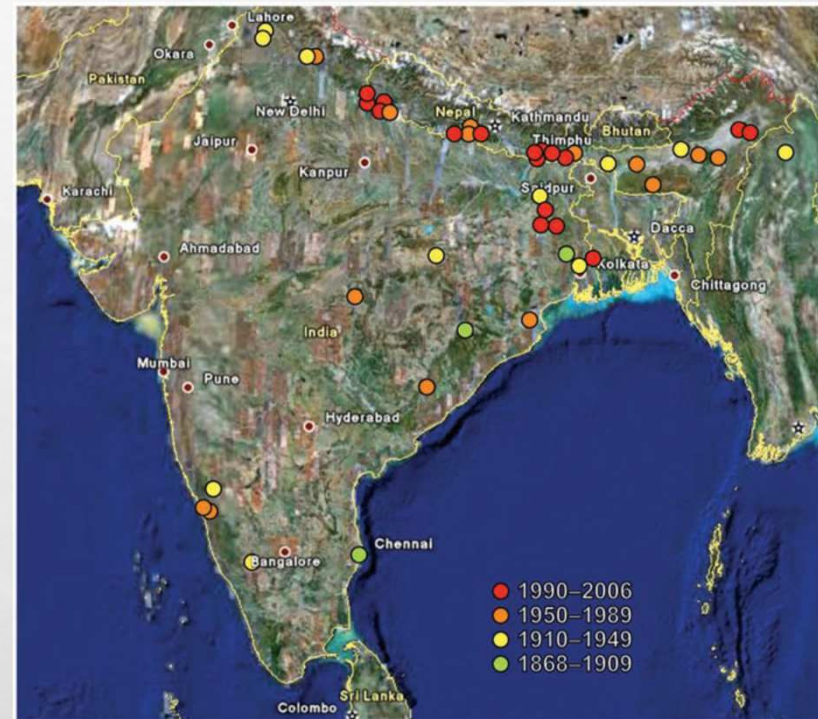 Lahore
Okara
Pakistan
New Delhi
Nepal
Kathmandu
Bhutan
Thimphu
Jaipur
Kanpur
Karachi
Saidpur
Dacca
Ahmadabad
Kolkata
Chittagong
India
Mumbai
Pune
Hyderabad
Chennai
Bangalore
1990–2006
1950–1989
1910–1949
1868–1909
Sri Lanka
Colombo